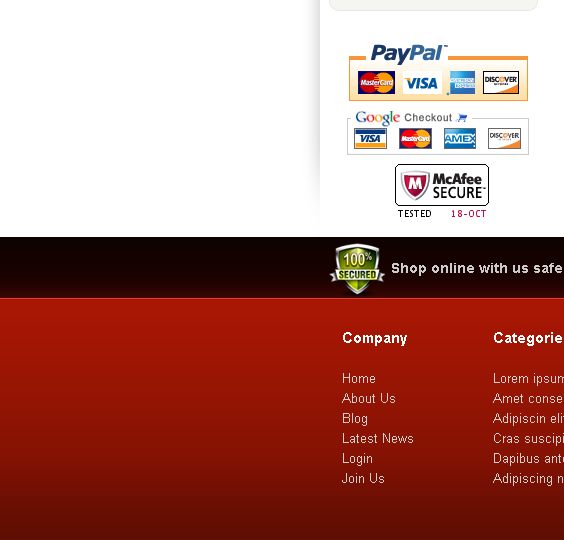 PayPal™
MasterCard VISA AMERICAN EXPRESS DISCOVER NETWORK
Google Checkout
VISA MasterCard AMEX DISCOVER NETWORK
McAfee SECURE™
TESTED 18-OCT
100% SECURED
Shop online with us safe
Company
Home
About Us
Blog
Latest News
Login
Join Us
Categorie
Lorem ipsum
Amet conse
Adipiscin eli
Cras suscipi
Dapibus ant
Adipiscing n